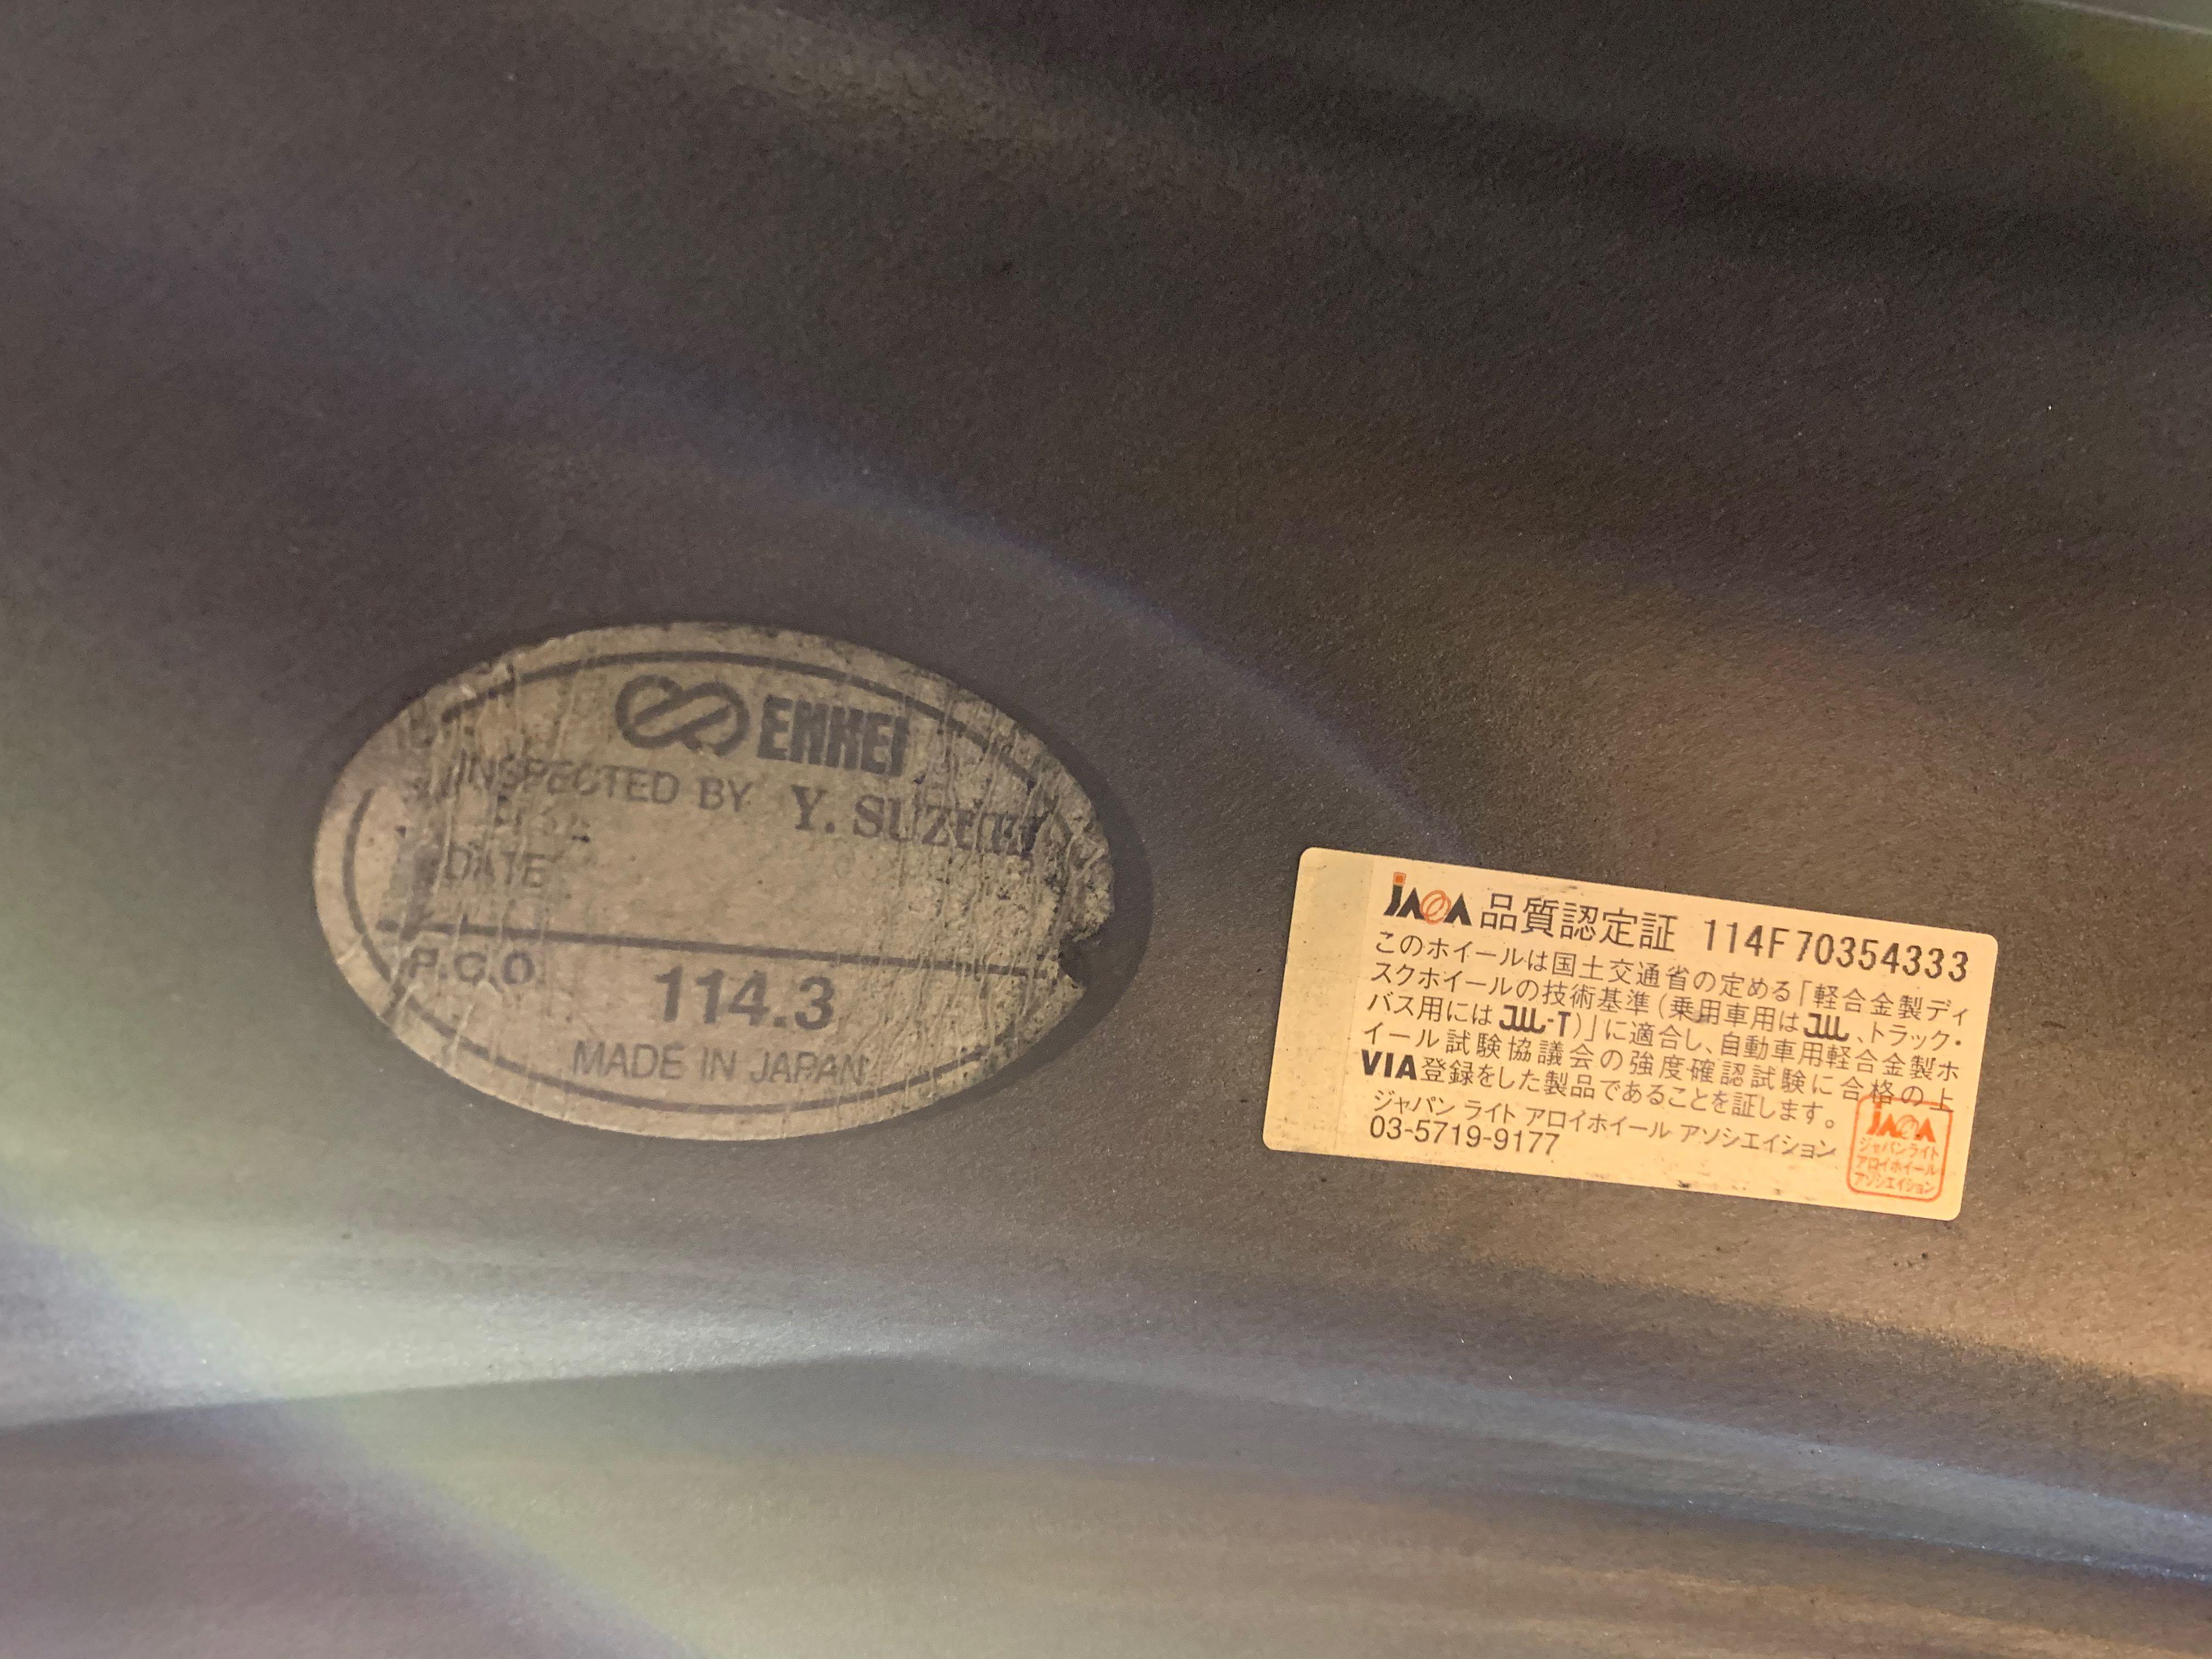 ENKEI
INSPECTED BY Y. SUZUKI
DATE
P.C.D
114.3
MADE IN JAPAN
JAWA 品質認定証 114F70354333
このホイールは国土交通省の定める「軽合金製ディ
スクホイールの技術基準(乗用車用はJWL、トラック・
バス用にはJWL-T)」に適合し、自動車用軽合金製ホ
イール試験協議会の強度確認試験に合格の上
VIA登録をした製品であることを証します。
ジャパン ライト アロイホイール アソシエイション
03-5719-9177
JAWA
ジャパンライト
アロイホイール
アソシエイション